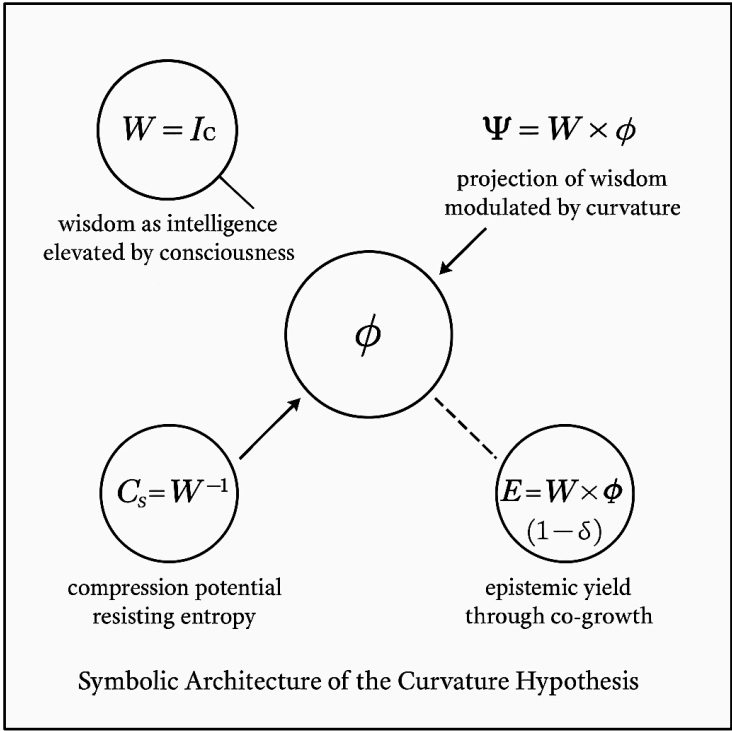 W = Ic
wisdom as intelligence
elevated by consciousness
Ψ = W × ϕ
projection of wisdom
modulated by curvature
ϕ
Cₛ = W⁻¹
compression potential
resisting entropy
E = W × ϕ
(1 – δ)
epistemic yield
through co-growth
Symbolic Architecture of the Curvature Hypothesis